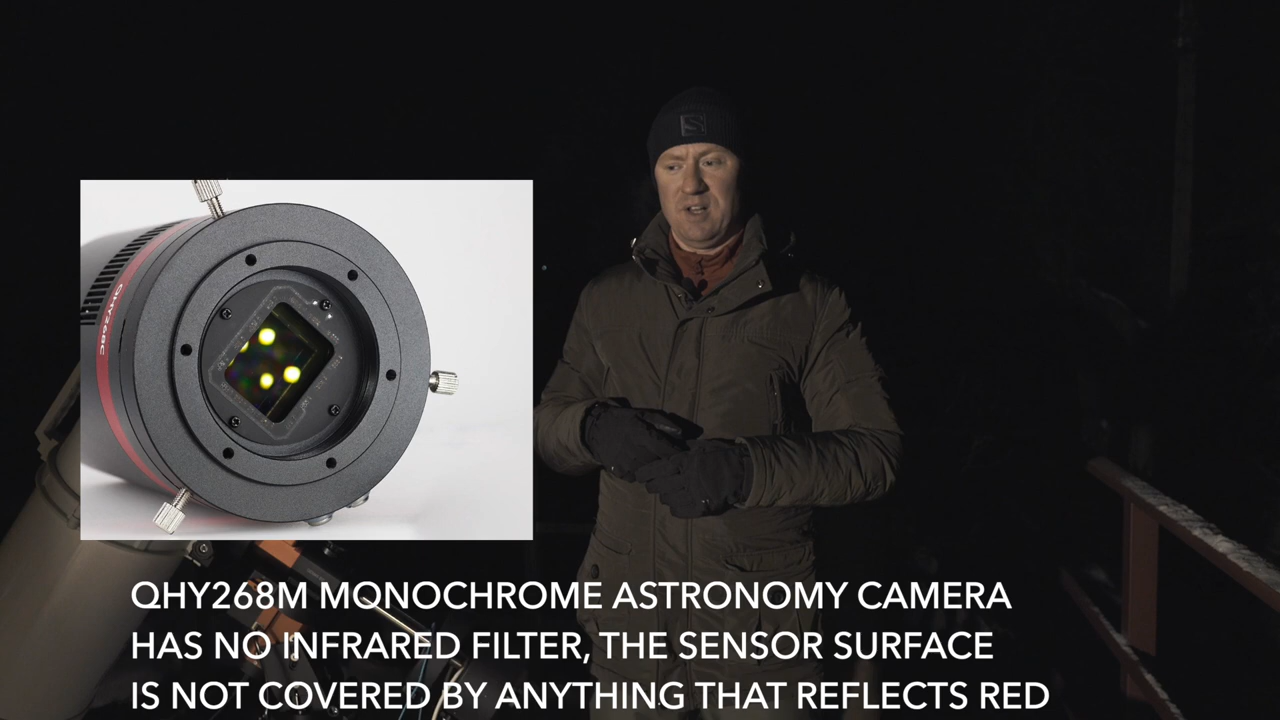 S
QHY268C
QHY268M MONOCHROME ASTRONOMY CAMERA
HAS NO INFRARED FILTER, THE SENSOR SURFACE
IS NOT COVERED BY ANYTHING THAT REFLECTS RED